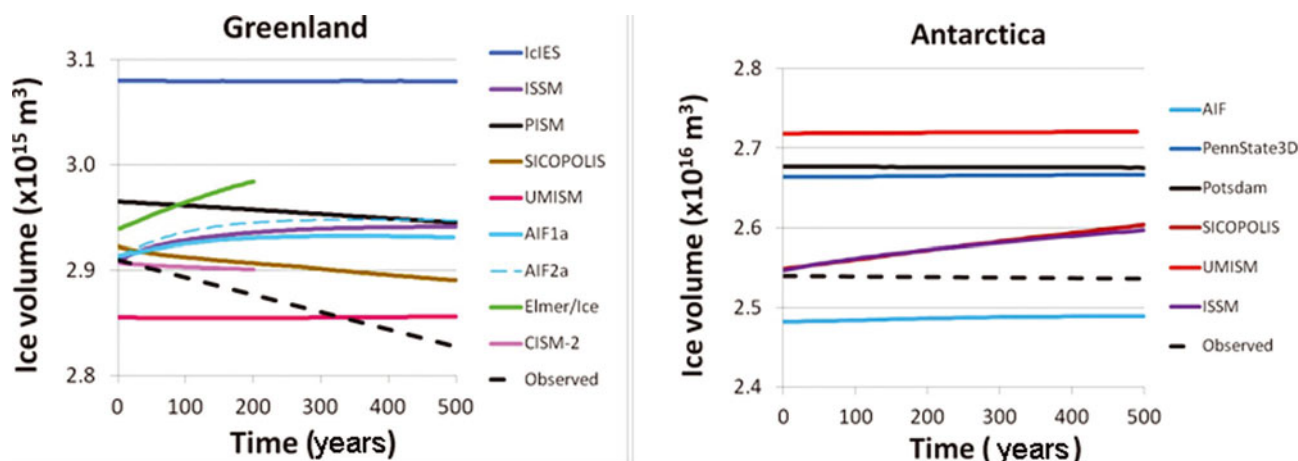 Greenland
Ice volume (x10¹⁵ m³)
3.1
3.0
2.9
2.8
0 100 200 300 400 500
Time (years)
IcIES
ISSM
PISM
SICOPOLIS
UMISM
AIF1a
AIF2a
Elmer/Ice
CISM-2
Observed
Antarctica
Ice volume (x10¹⁶ m³)
2.8
2.7
2.6
2.5
2.4
0 100 200 300 400 500
Time ( years)
AIF
PennState3D
Potsdam
SICOPOLIS
UMISM
ISSM
Observed